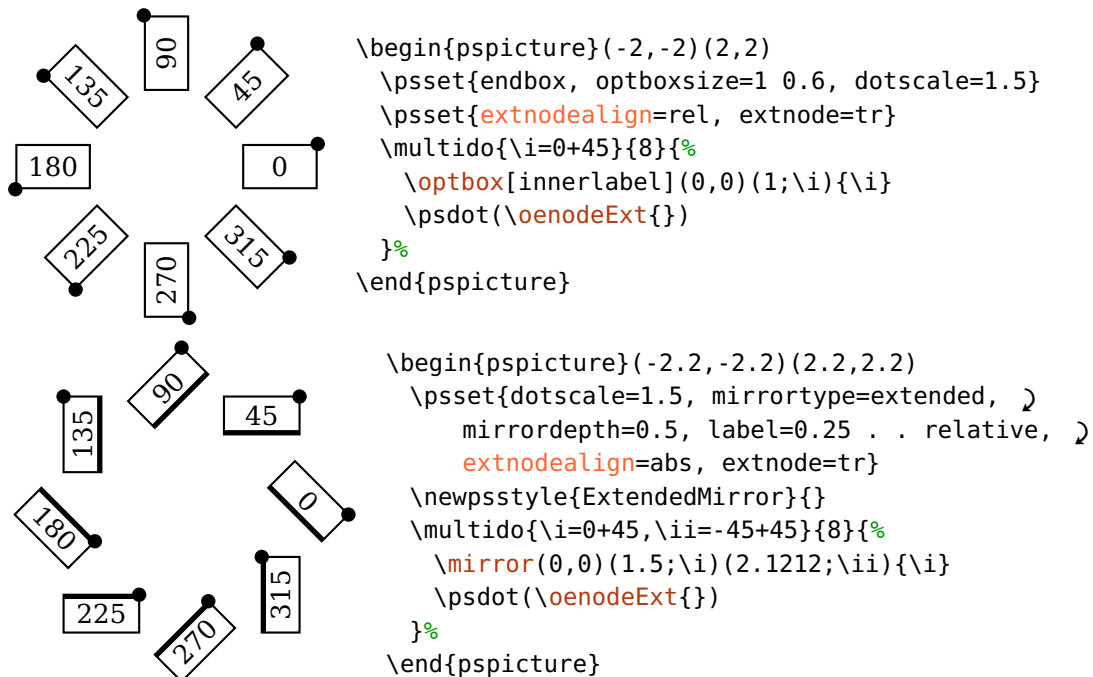 90
135
45
180
0
225
315
270
\begin{pspicture}(-2,-2)(2,2)
\psset{endbox, optboxsize=1 0.6, dotscale=1.5}
\psset{extnodealign=rel, extnode=tr}
\multido{\i=0+45}{8}{%
\optbox[innerlabel](0,0)(1;\i){\i}
\psdot(\oenodeExt{})
}%
\end{pspicture}
90
45
135
0
180
315
225
270
\begin{pspicture}(-2.2,-2.2)(2.2,2.2)
\psset{dotscale=1.5, mirrortype=extended,
mirrordepth=0.5, label=0.25 . . relative,
extnodealign=abs, extnode=tr}
\newpsstyle{ExtendedMirror}{}
\multido{\i=0+45,\ii=-45+45}{8}{%
\mirror(0,0)(1.5;\i)(2.1212;\ii){\i}
\psdot(\oenodeExt{})
}%
\end{pspicture}